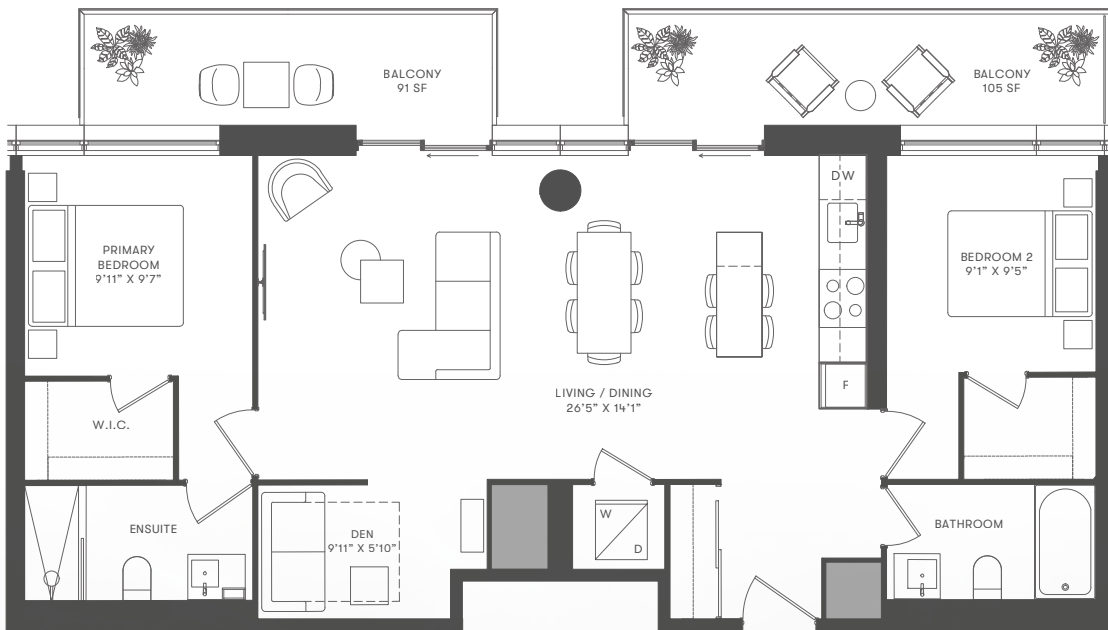 BALCONY
91 SF
BALCONY
105 SF
DW
PRIMARY
BEDROOM
9'11" X 9'7"
BEDROOM 2
9'1" X 9'5"
F
LIVING / DINING
26'5" X 14'1"
W.I.C.
W
D
ENSUITE
DEN
9'11" X 5'10"
BATHROOM